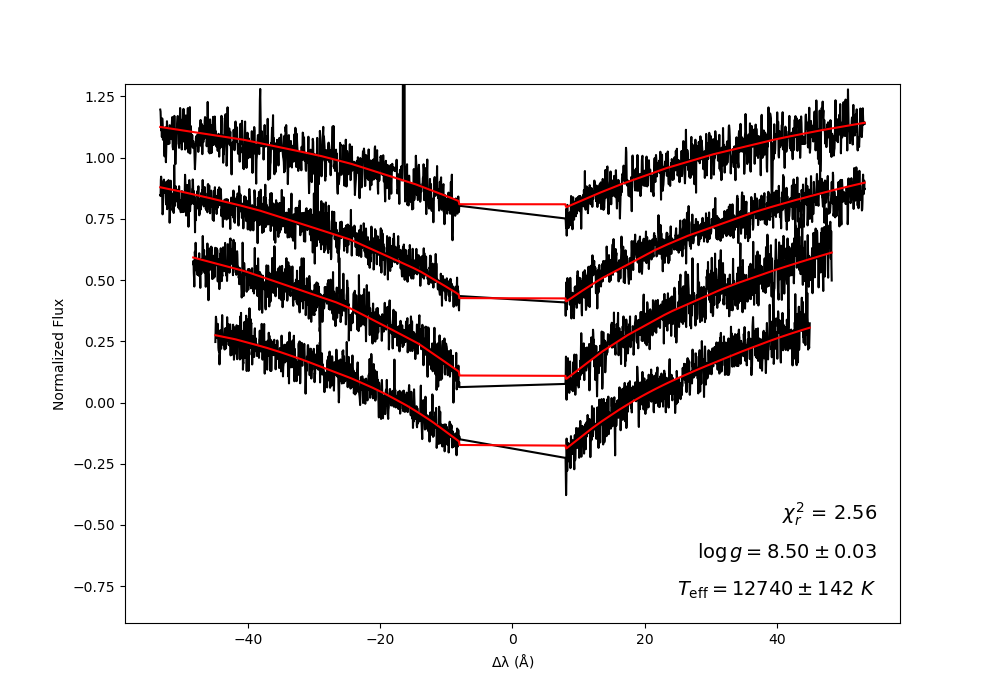 1.25
1.00
0.75
0.50
0.25
0.00
−0.25
−0.50
−0.75
Normalized Flux
χ²ᵣ = 2.56
log g = 8.50 ± 0.03
T_eff = 12740 ± 142 K
−40 −20 0 20 40
Δλ (Å)